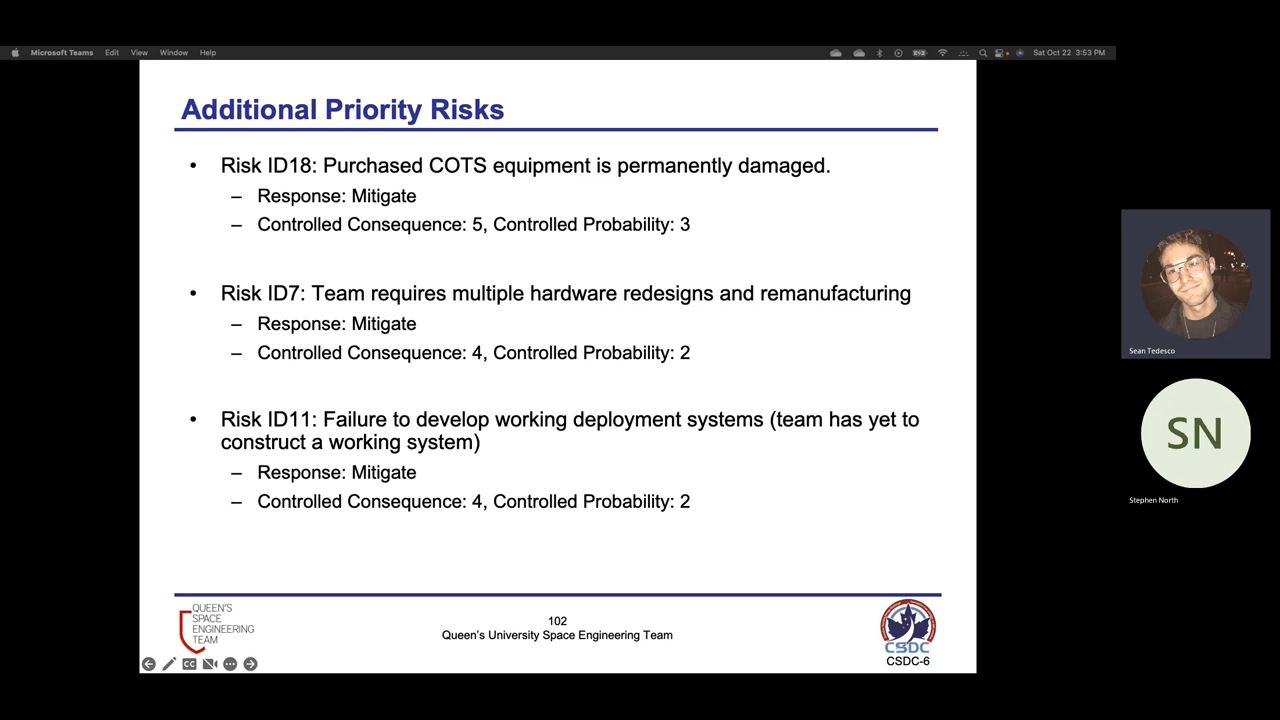 Microsoft Teams Edit View Window Help Sat Oct 22 3:53 PM
Additional Priority Risks
• Risk ID18: Purchased COTS equipment is permanently damaged.
– Response: Mitigate
– Controlled Consequence: 5, Controlled Probability: 3
• Risk ID7: Team requires multiple hardware redesigns and remanufacturing
– Response: Mitigate
– Controlled Consequence: 4, Controlled Probability: 2
• Risk ID11: Failure to develop working deployment systems (team has yet to
construct a working system)
– Response: Mitigate
– Controlled Consequence: 4, Controlled Probability: 2
QUEEN'S
SPACE
ENGINEERING
TEAM
102
Queen's University Space Engineering Team
CSDC
CSDC-6
CC
Sean Tedesco
SN
Stephen North